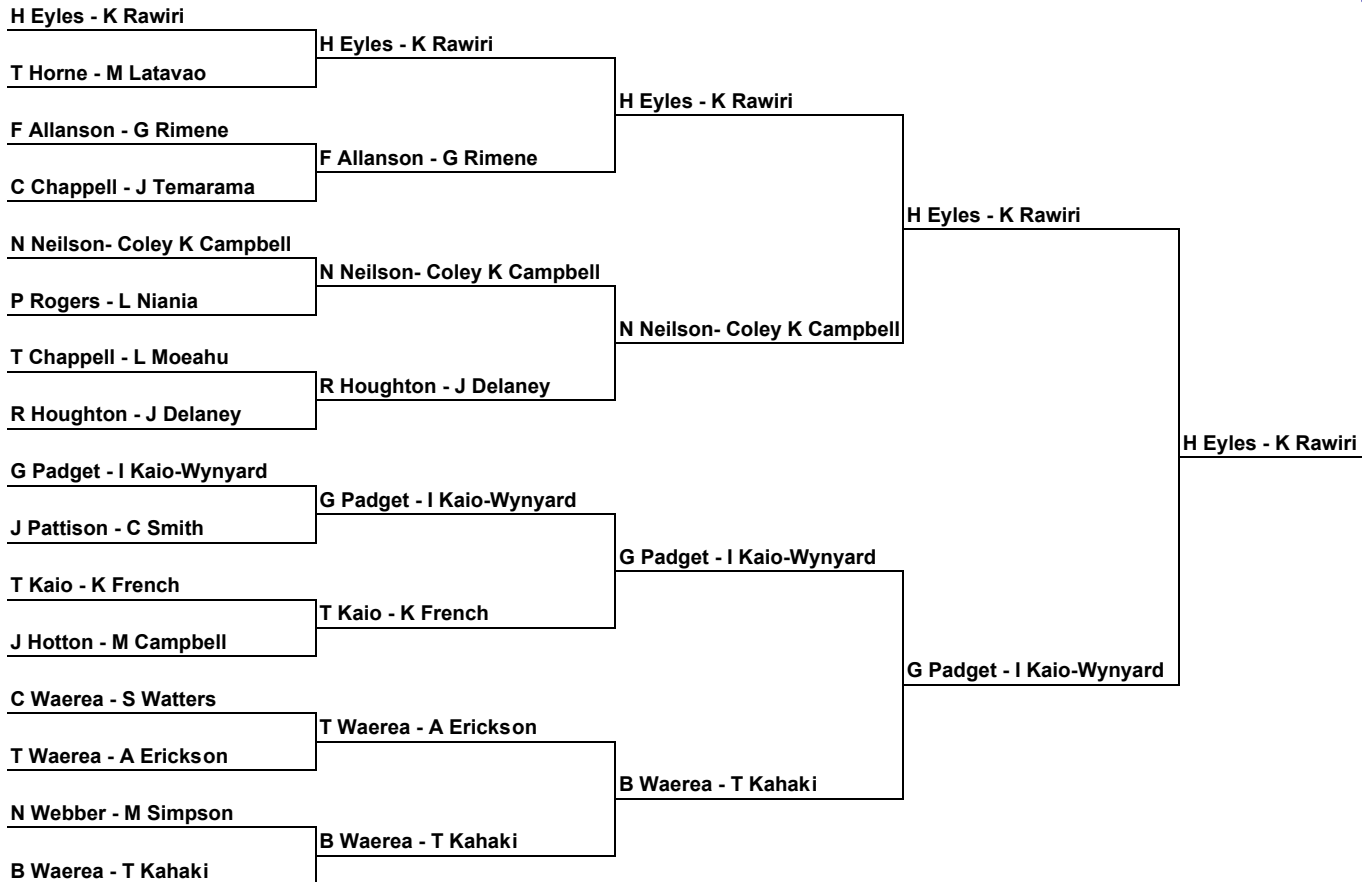 H Eyles - K Rawiri
H Eyles - K Rawiri
T Horne - M Latavao
H Eyles - K Rawiri
F Allanson - G Rimene
F Allanson - G Rimene
C Chappell - J Temarama
H Eyles - K Rawiri
N Neilson- Coley K Campbell
N Neilson- Coley K Campbell
P Rogers - L Niania
N Neilson- Coley K Campbell
T Chappell - L Moeahu
R Houghton - J Delaney
R Houghton - J Delaney
H Eyles - K Rawiri
G Padget - I Kaio-Wynyard
G Padget - I Kaio-Wynyard
J Pattison - C Smith
G Padget - I Kaio-Wynyard
T Kaio - K French
T Kaio - K French
J Hotton - M Campbell
G Padget - I Kaio-Wynyard
C Waerea - S Watters
T Waerea - A Erickson
T Waerea - A Erickson
B Waerea - T Kahaki
N Webber - M Simpson
B Waerea - T Kahaki
B Waerea - T Kahaki